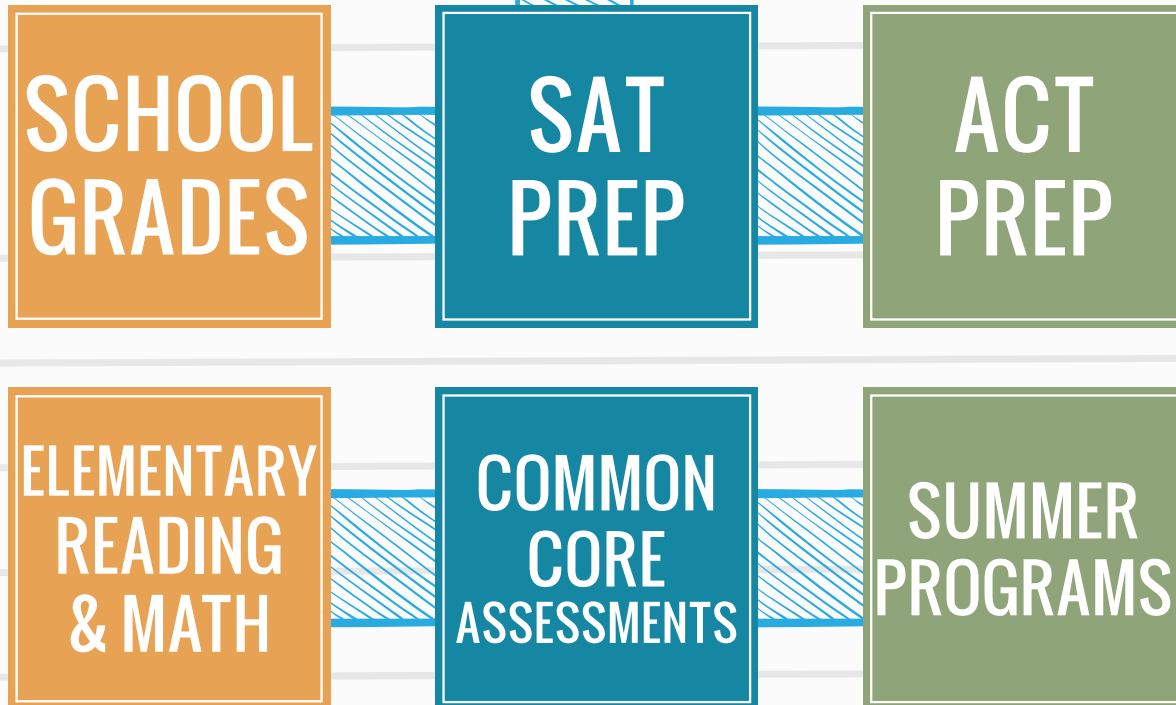 SCHOOL
GRADES
SAT
PREP
ACT
PREP
ELEMENTARY
READING
& MATH
COMMON
CORE
ASSESSMENTS
SUMMER
PROGRAMS